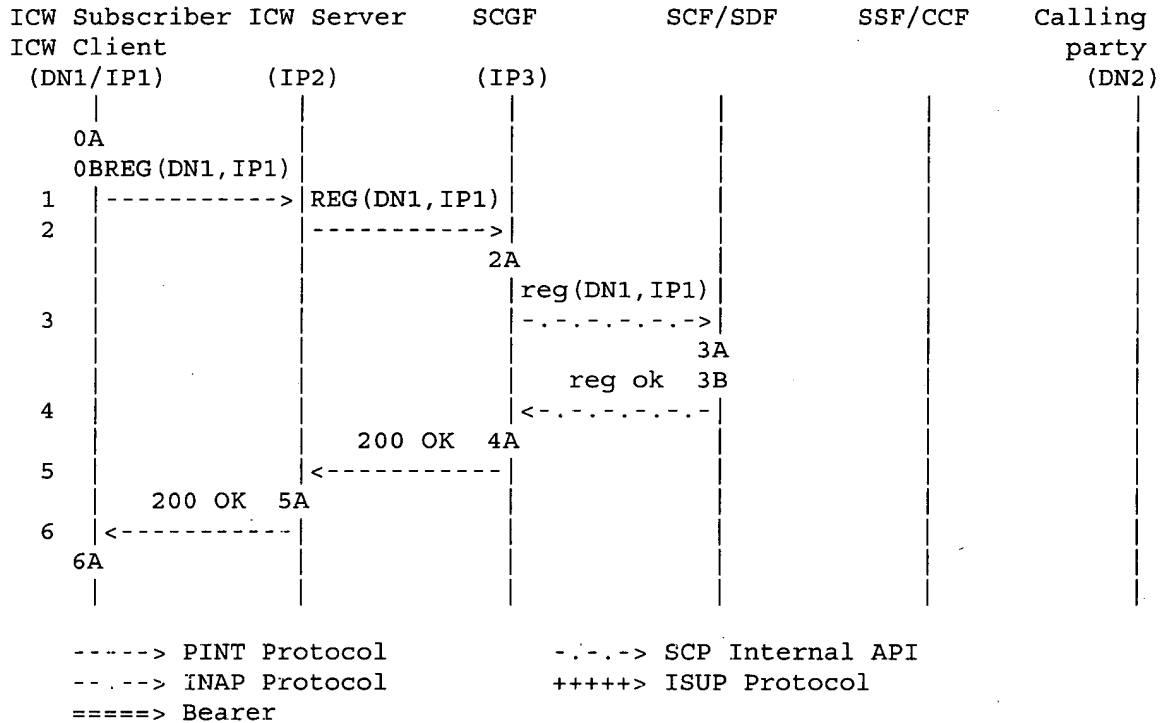 ICW Subscriber ICW Server SCGF SCF/SDF SSF/CCF Calling
ICW Client party
(DN1/IP1) (IP2) (IP3) (DN2)
0A
0BREG(DN1,IP1)
1 |----------->|REG(DN1,IP1)
2 |----------->|
2A
|reg(DN1,IP1)|
3 |-.-.-.-.-.->|
3A
reg ok 3B
4 |<-.-.-.-.-.-|
200 OK 4A
5 |<-----------
200 OK 5A
6 |<-----------
6A
-----> PINT Protocol -.-.-> SCP Internal API
--.--> INAP Protocol +++++> ISUP Protocol
=====> Bearer